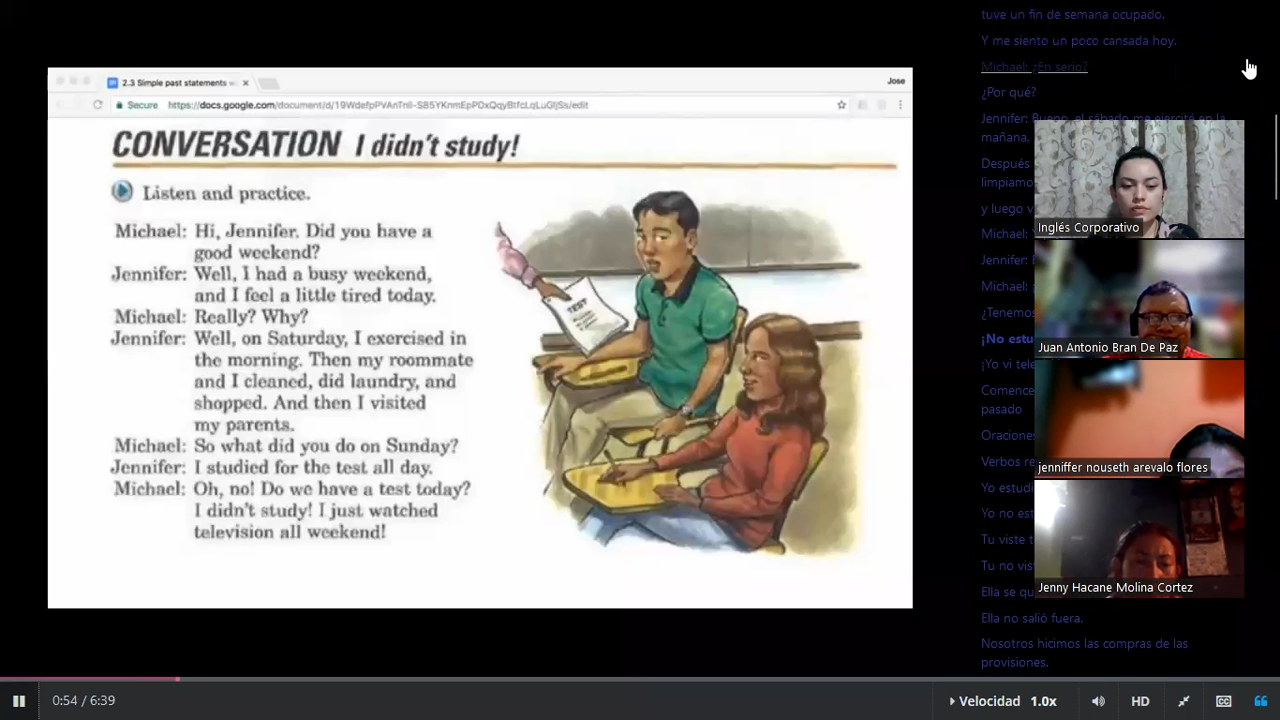 2.3 Simple past statements w
Jose
Secure https://docs.google.com/document/d/19WdefpPVAnTnli-S85YKnmEpPDxQqyBtfcLqLuGljSs/edit
CONVERSATION I didn't study!
Listen and practice.
Michael: Hi, Jennifer. Did you have a
good weekend?
Jennifer: Well, I had a busy weekend,
and I feel a little tired today.
Michael: Really? Why?
Jennifer: Well, on Saturday, I exercised in
the morning. Then my roommate
and I cleaned, did laundry, and
shopped. And then I visited
my parents.
Michael: So what did you do on Sunday?
Jennifer: I studied for the test all day.
Michael: Oh, no! Do we have a test today?
I didn't study! I just watched
television all weekend!
TEST
tuve un fin de semana ocupado.
Y me siento un poco cansada hoy.
Michael: ¿En serio?
¿Por qué?
Jennifer: Bueno, el sábado me ejercité en la
mañana,
Después
limpiamo
y luego v
Michael: Y
Jennifer:
Michael:
¿Tenemos
¡No estu
¡Yo vi tele
Comence
pasado
Oraciones
Verbos re
Yo estudi
Yo no est
Tu viste t
Tu no vis
Ella se qu
Ella no salió fuera.
Nosotros hicimos las compras de las
provisiones.
Inglés Corporativo
Juan Antonio Bran De Paz
jenniffer nouseth arevalo flores
Jenny Hacane Molina Cortez
0:54 / 6:39
Velocidad 1.0x
HD
CC